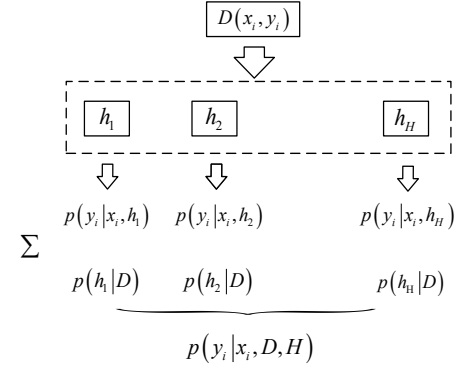 D(x_i, y_i)
h_1 h_2 h_H
p(y_i|x_i,h_1) p(y_i|x_i,h_2) p(y_i|x_i,h_H)
∑
p(h_1|D) p(h_2|D) p(h_H|D)
p(y_i|x_i,D,H)